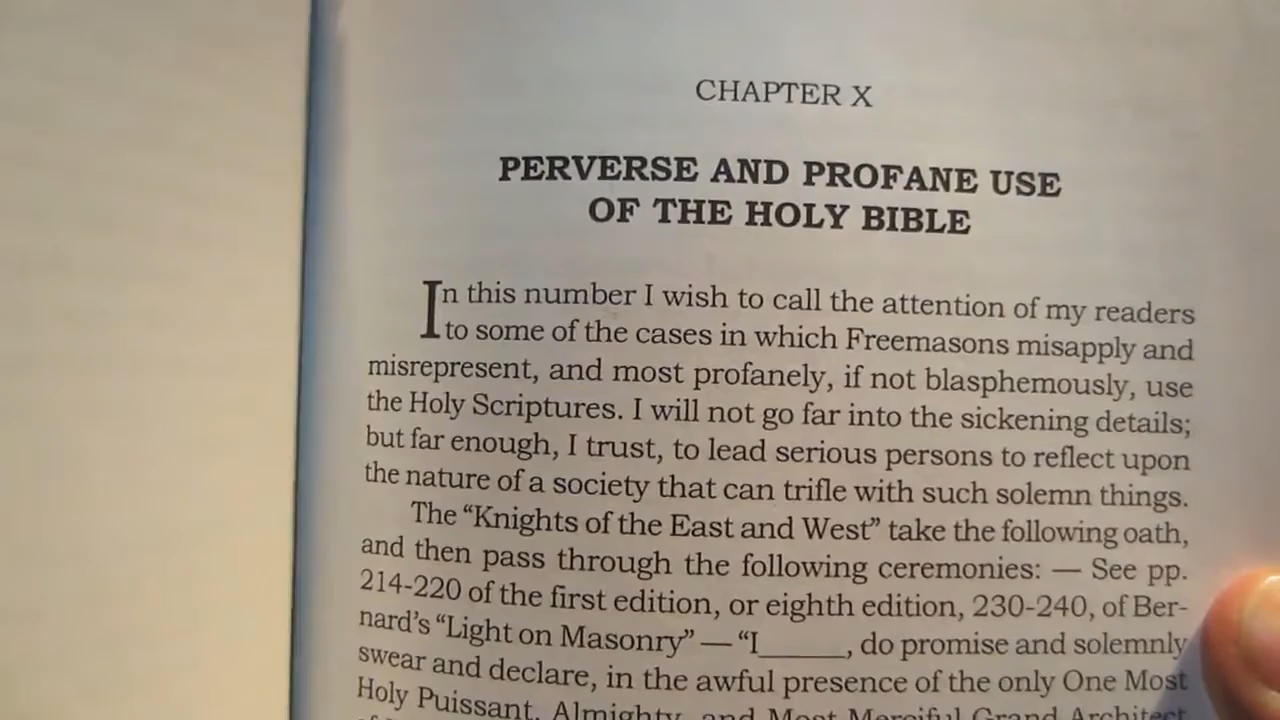 CHAPTER X
PERVERSE AND PROFANE USE
OF THE HOLY BIBLE
In this number I wish to call the attention of my readers
to some of the cases in which Freemasons misapply and
misrepresent, and most profanely, if not blasphemously, use
the Holy Scriptures. I will not go far into the sickening details;
but far enough, I trust, to lead serious persons to reflect upon
the nature of a society that can trifle with such solemn things.
The “Knights of the East and West” take the following oath,
and then pass through the following ceremonies: — See pp.
214-220 of the first edition, or eighth edition, 230-240, of Ber-
nard’s “Light on Masonry” — “I______, do promise and solemnly
swear and declare, in the awful presence of the only One Most
Holy Puissant, Almighty, and Most Merciful Grand Architect